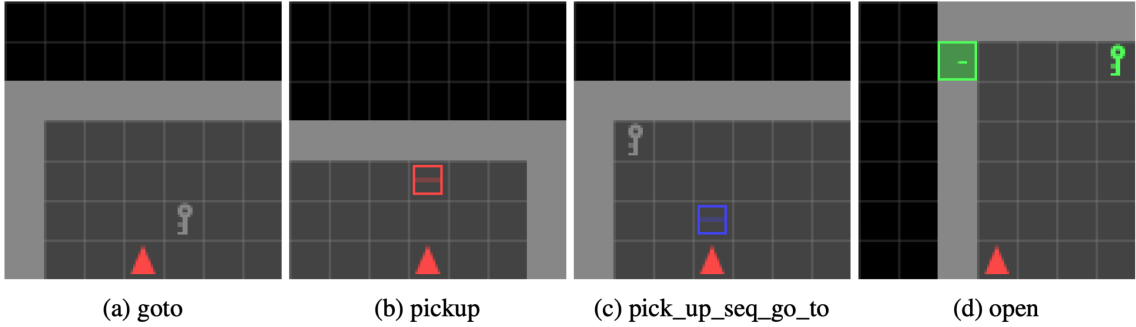 (a) goto
(b) pickup
(c) pick_up_seq_go_to
(d) open